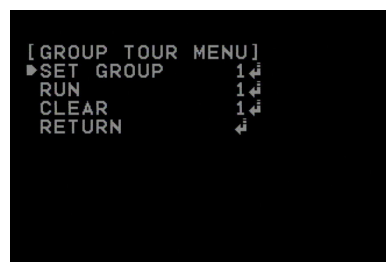 [GROUP TOUR MENU]
SET GROUP 1↲
RUN 1↲
CLEAR 1↲
RETURN ↲